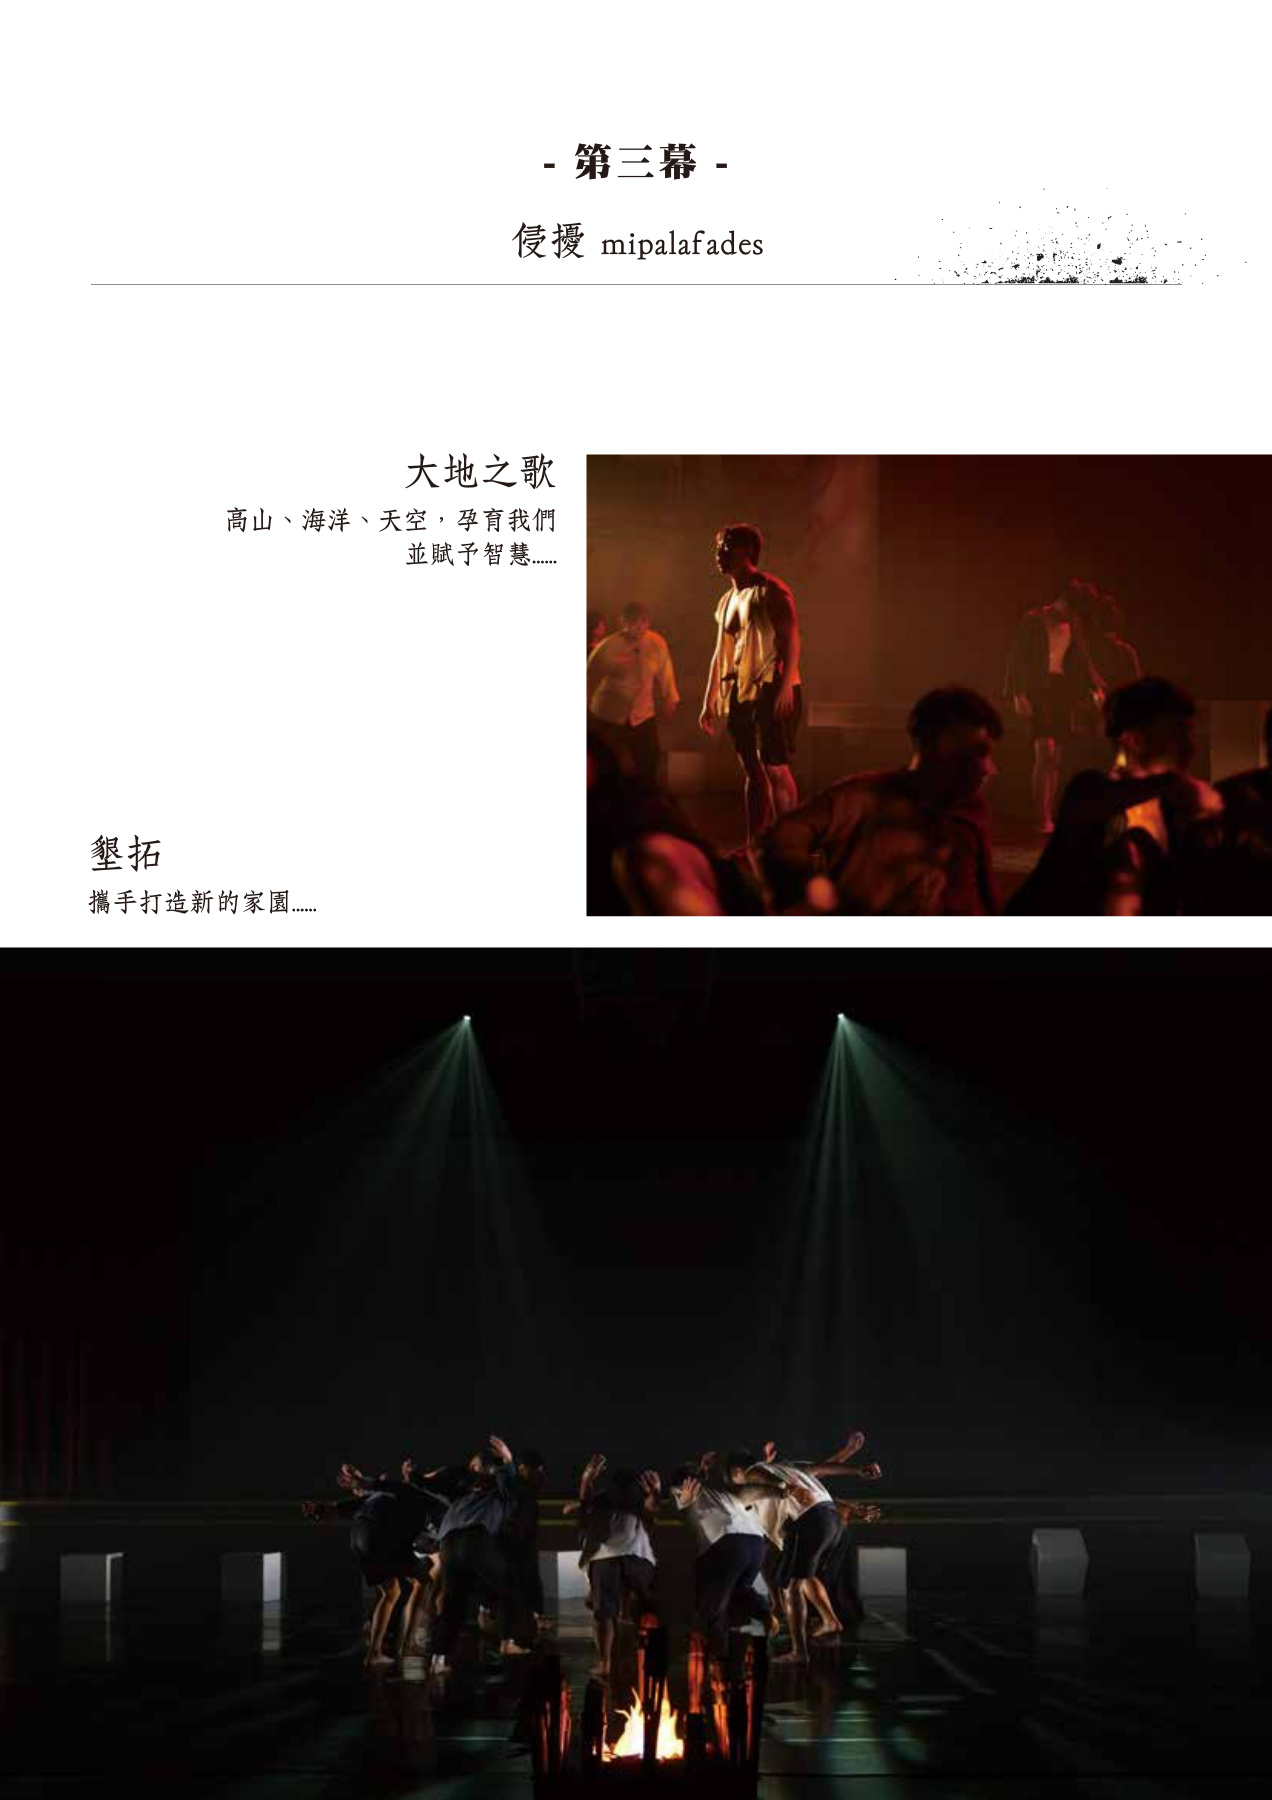 - 第三幕 -
侵擾 mipalafades
大地之歌
高山、海洋、天空，孕育我們
並賦予智慧......
墾拓
攜手打造新的家園......